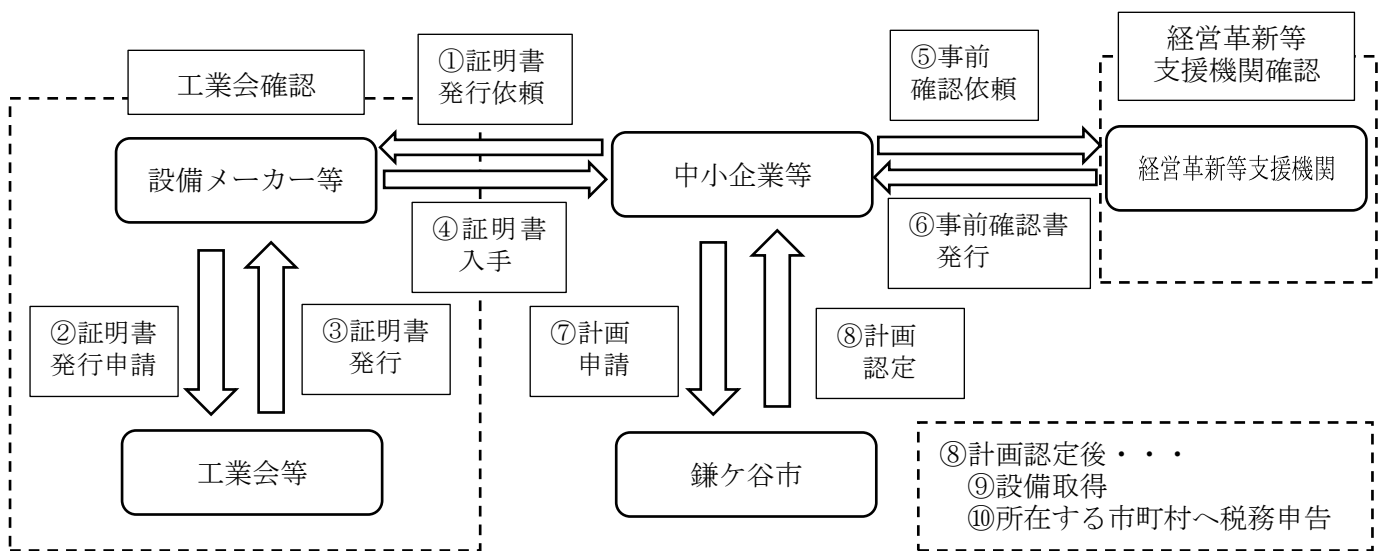 工業会確認
①証明書
発行依頼
⑤事前
確認依頼
経営革新等
支援機関確認
設備メーカー等
中小企業等
経営革新等支援機関
④証明書
入手
⑥事前確認書
発行
②証明書
発行申請
③証明書
発行
⑦計画
申請
⑧計画
認定
工業会等
鎌ケ谷市
⑧計画認定後・・・
⑨設備取得
⑩所在する市町村へ税務申告